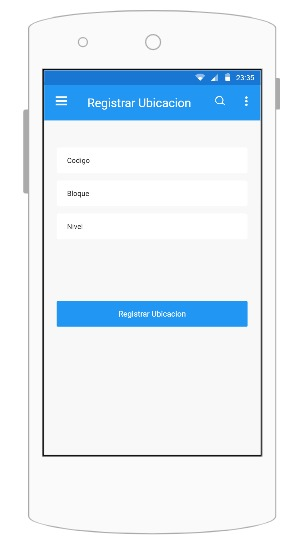 23:35
Registrar Ubicacion
Codigo
Bloque
Nivel
Registrar Ubicacion